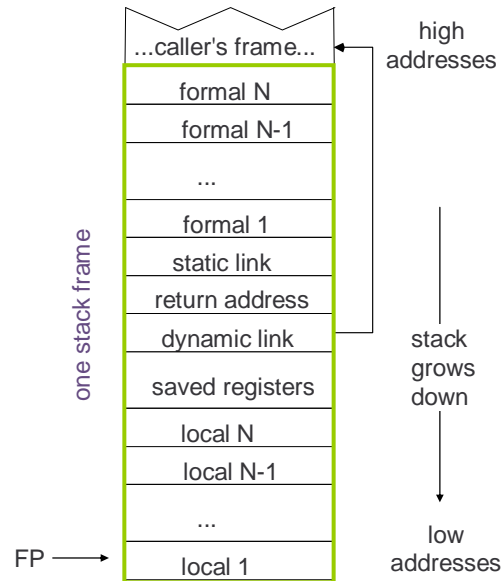 ...caller's frame...
high
addresses
formal N
formal N-1
...
formal 1
static link
return address
dynamic link
saved registers
local N
local N-1
...
local 1
one stack frame
FP
stack
grows
down
low
addresses